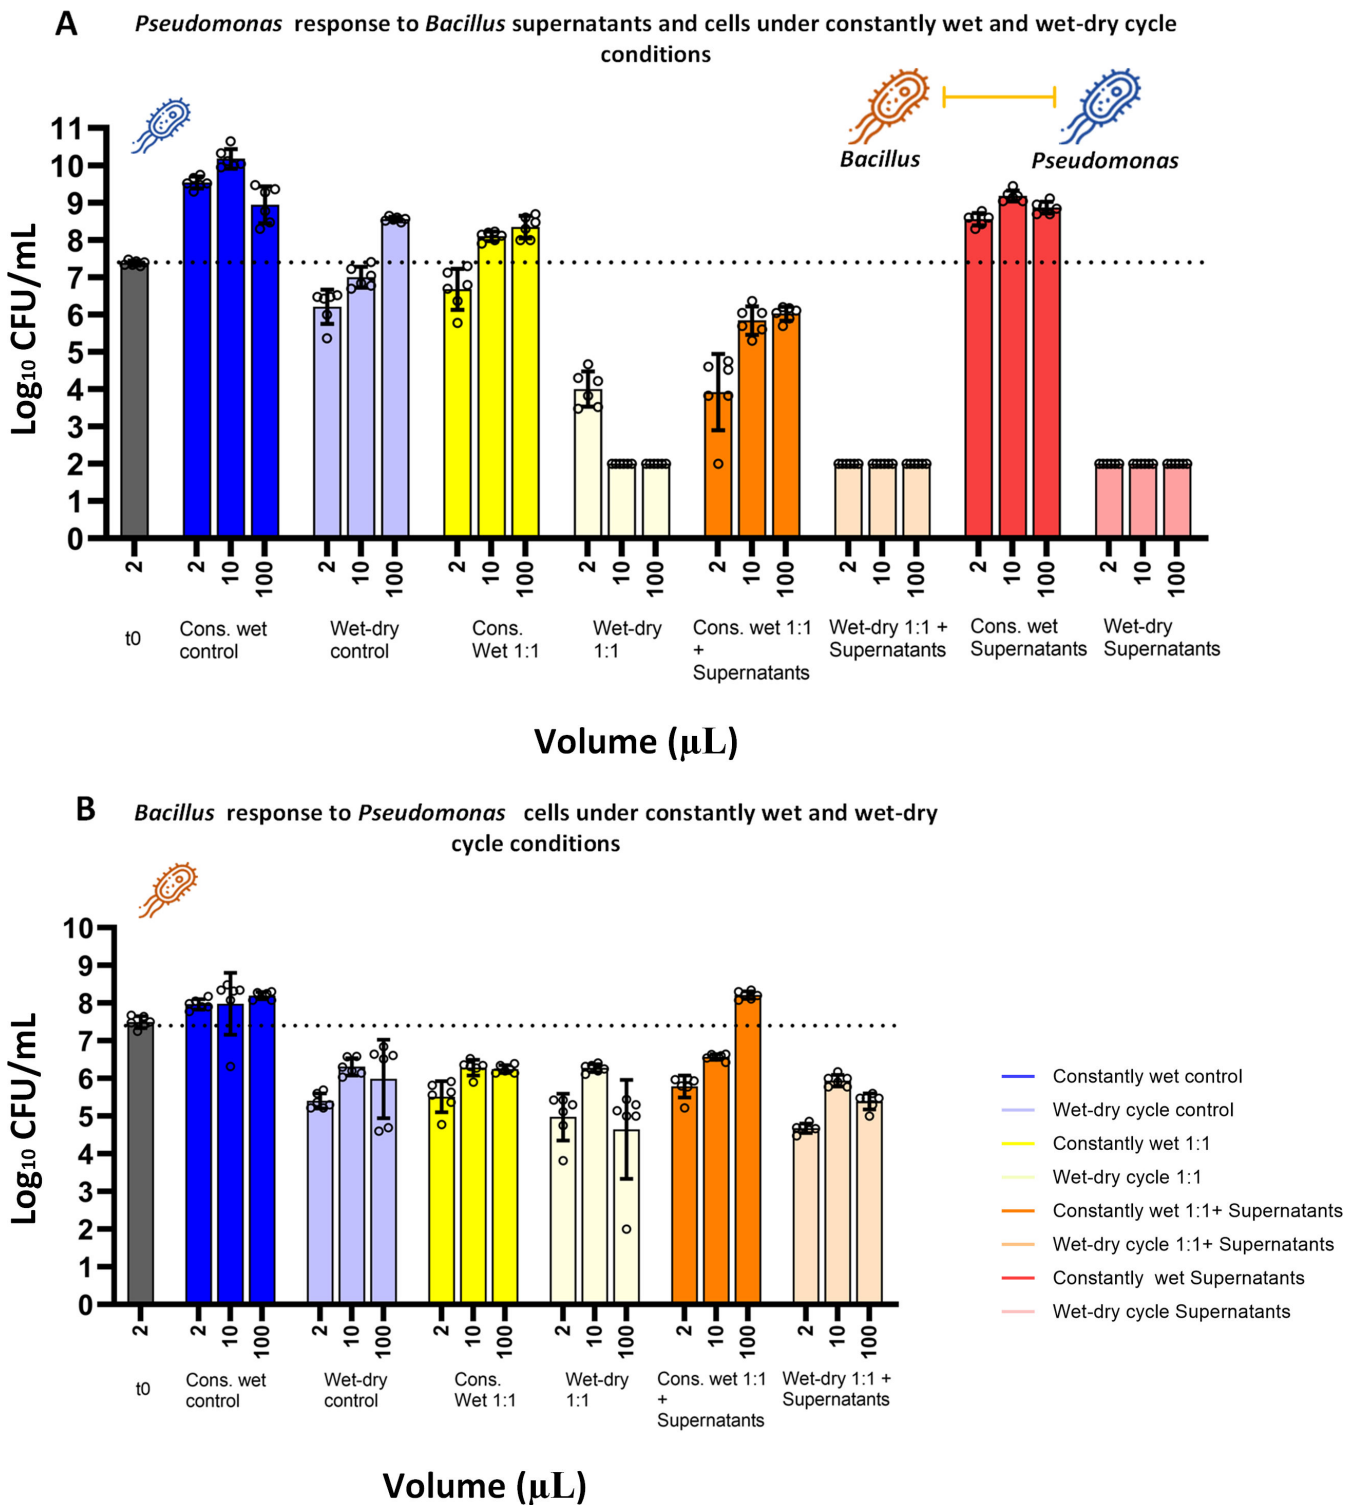 A
Pseudomonas response to Bacillus supernatants and cells under constantly wet and wet-dry cycle
conditions
Bacillus
Pseudomonas
Log₁₀ CFU/mL
11
10
9
8
7
6
5
4
3
2
1
0
2 2 10 100 2 10 100 2 10 100 2 10 100 2 10 100 2 10 100 2 10 100 2 10 100
t0
Cons. wet
control
Wet-dry
control
Cons.
Wet 1:1
Wet-dry
1:1
Cons. wet 1:1
+
Supernatants
Wet-dry 1:1 +
Supernatants
Cons. wet
Supernatants
Wet-dry
Supernatants
Volume (µL)
B
Bacillus response to Pseudomonas cells under constantly wet and wet-dry
cycle conditions
Log₁₀ CFU/mL
10
9
8
7
6
5
4
3
2
1
0
2 2 10 100 2 10 100 2 10 100 2 10 100 2 10 100 2 10 100
t0
Cons. wet
control
Wet-dry
control
Cons.
Wet 1:1
Wet-dry
1:1
Cons. wet 1:1
+
Supernatants
Wet-dry 1:1 +
Supernatants
Volume (µL)
Constantly wet control
Wet-dry cycle control
Constantly wet 1:1
Wet-dry cycle 1:1
Constantly wet 1:1+ Supernatants
Wet-dry cycle 1:1+ Supernatants
Constantly wet Supernatants
Wet-dry cycle Supernatants